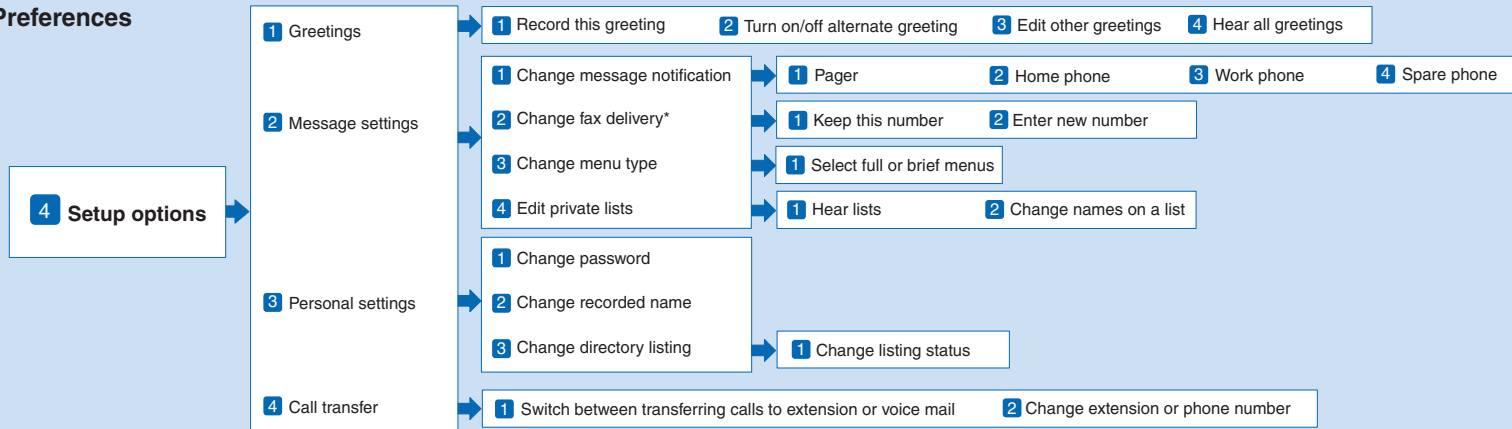 Preferences
4 Setup options
1 Greetings
1 Record this greeting 2 Turn on/off alternate greeting 3 Edit other greetings 4 Hear all greetings
2 Message settings
1 Change message notification
1 Pager 2 Home phone 3 Work phone 4 Spare phone
2 Change fax delivery*
1 Keep this number 2 Enter new number
3 Change menu type
1 Select full or brief menus
4 Edit private lists
1 Hear lists 2 Change names on a list
3 Personal settings
1 Change password
2 Change recorded name
3 Change directory listing
1 Change listing status
4 Call transfer
1 Switch between transferring calls to extension or voice mail 2 Change extension or phone number